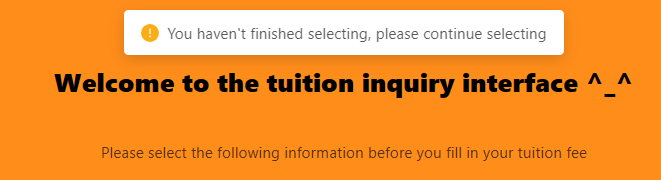 You haven't finished selecting, please continue selecting
Welcome to the tuition inquiry interface ^_^
Please select the following information before you fill in your tuition fee